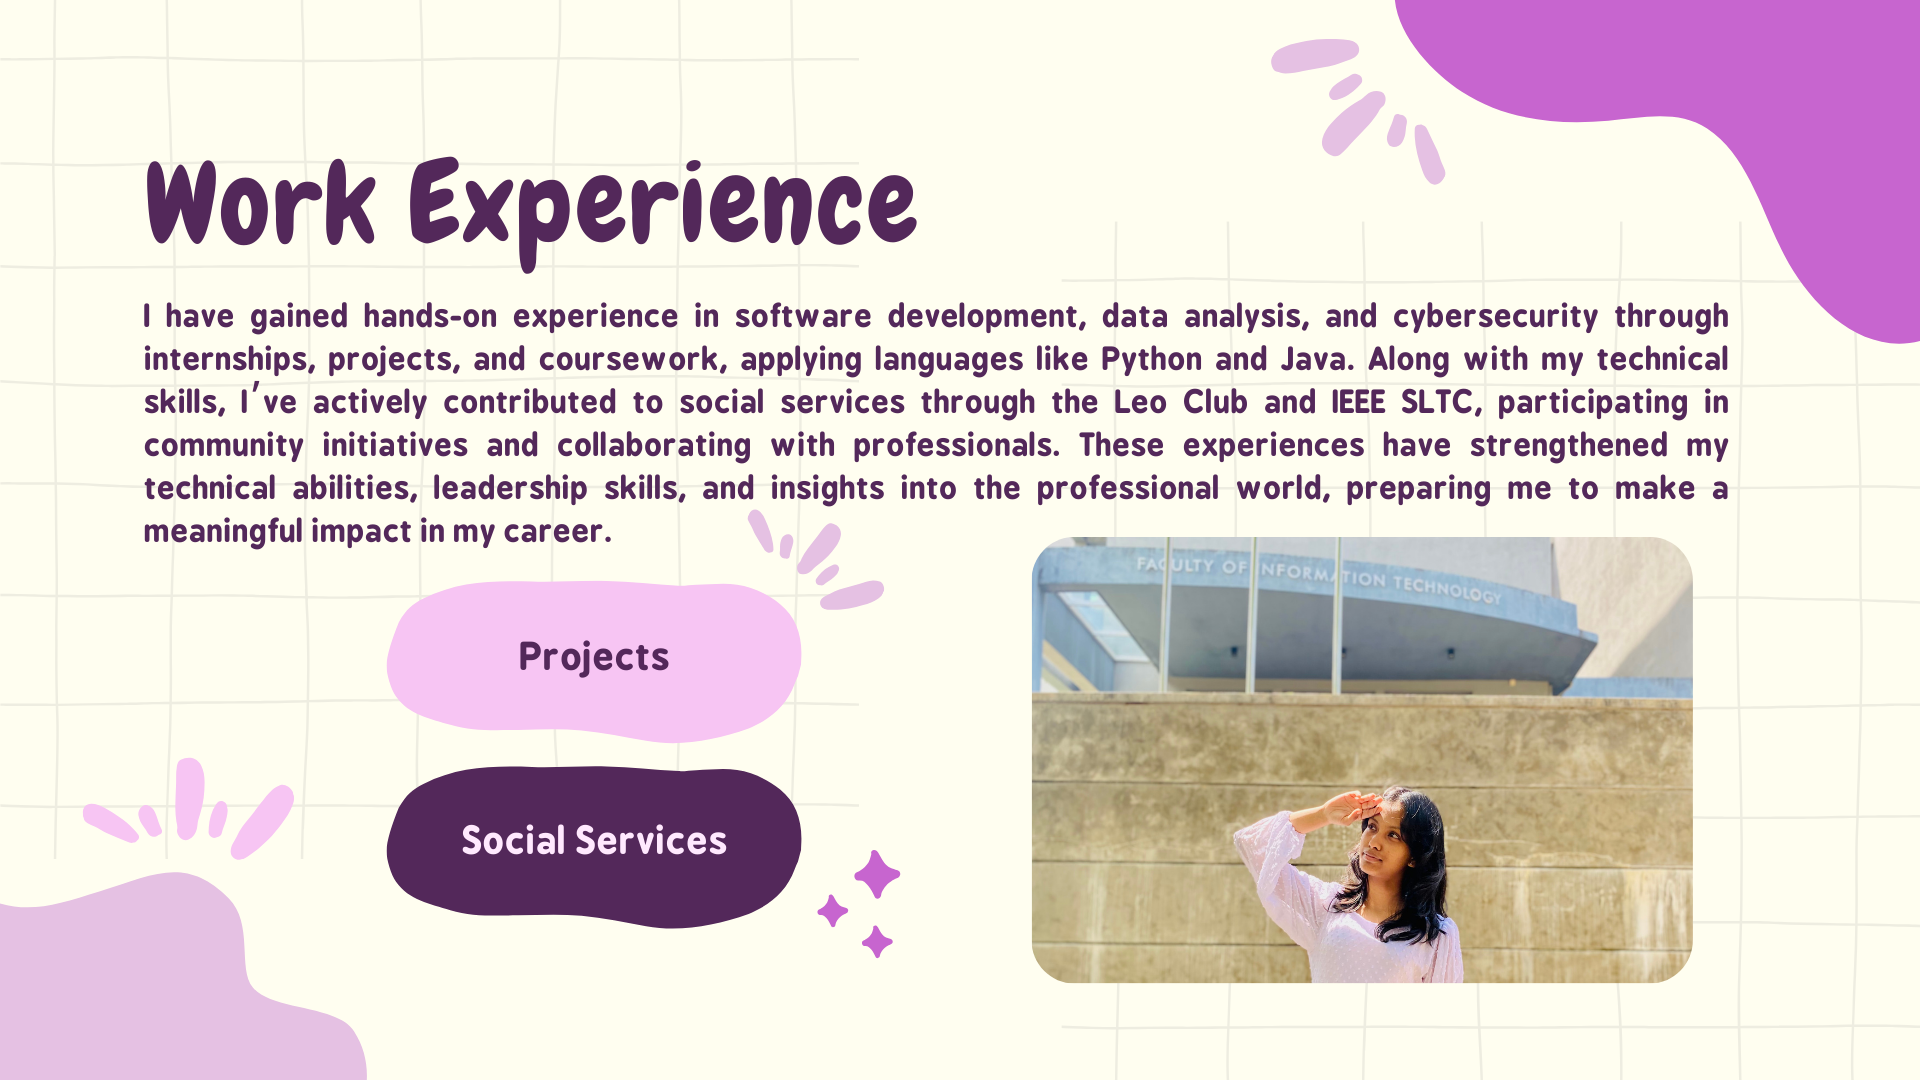 Work Experience
I have gained hands-on experience in software development, data analysis, and cybersecurity through
internships, projects, and coursework, applying languages like Python and Java. Along with my technical
skills, I've actively contributed to social services through the Leo Club and IEEE SLTC, participating in
community initiatives and collaborating with professionals. These experiences have strengthened my
technical abilities, leadership skills, and insights into the professional world, preparing me to make a
meaningful impact in my career.
Projects
Social Services
FACULTY OF INFORMATION TECHNOLOGY